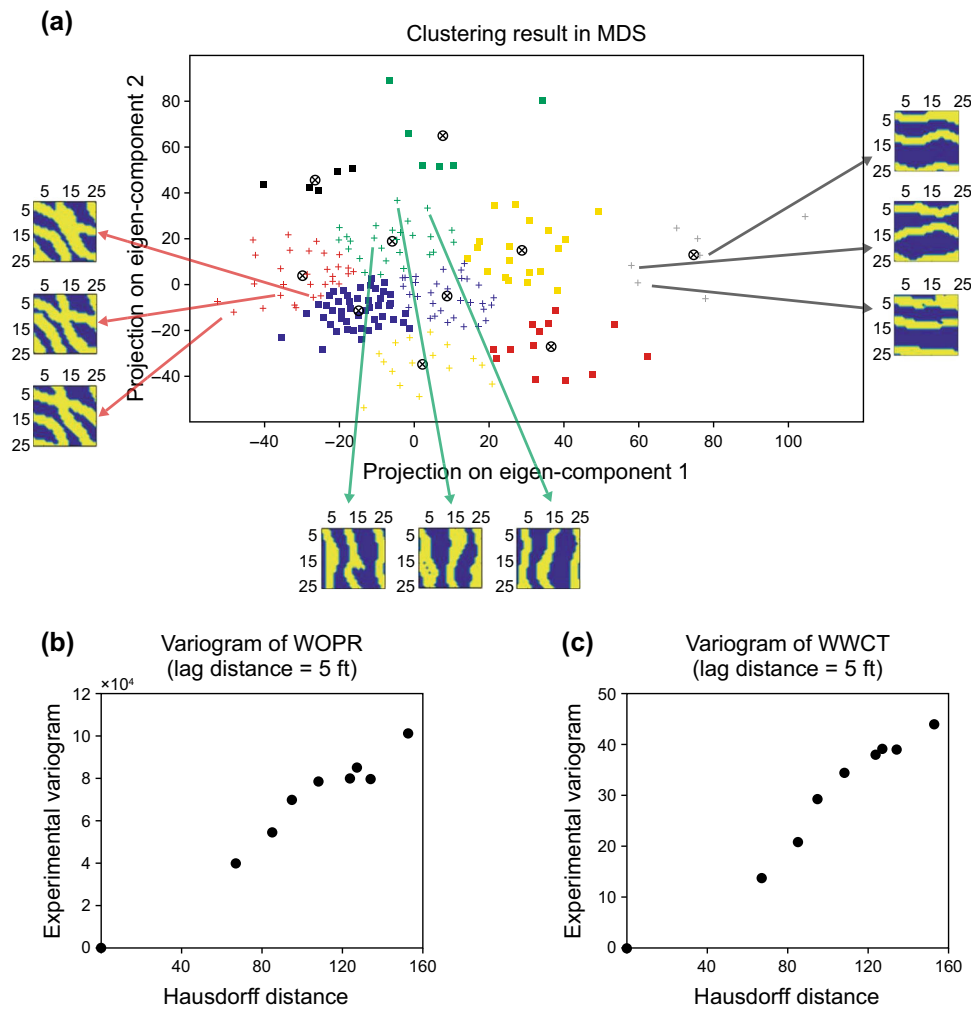 (a)
Clustering result in MDS
Projection on eigen-component 2
80
60
40
20
0
−20
−40
−40 −20 0 20 40 60 80 100
Projection on eigen-component 1
5 15 25
5
15
25
5
15
25
5
15
25
5 15 25
5
15
25
5
15
25
5
15
25
5 15 25
5 15 25
5 15 25
5
15
25
5
15
25
5
15
25
(b)
Variogram of WOPR
(lag distance = 5 ft)
×10⁴
Experimental variogram
12
10
8
6
4
2
0
40 80 120 160
Hausdorff distance
(c)
Variogram of WWCT
(lag distance = 5 ft)
Experimental variogram
50
40
30
20
10
0
40 80 120 160
Hausdorff distance